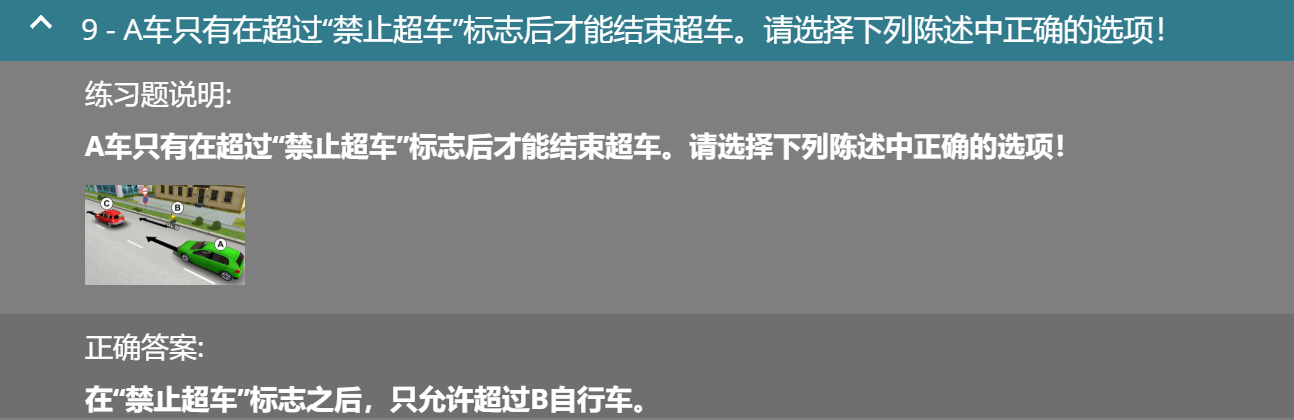 9 - A车只有在超过“禁止超车”标志后才能结束超车。请选择下列陈述中正确的选项！
练习题说明:
A车只有在超过“禁止超车”标志后才能结束超车。请选择下列陈述中正确的选项！
C
B
A
正确答案:
在“禁止超车”标志之后，只允许超过B自行车。